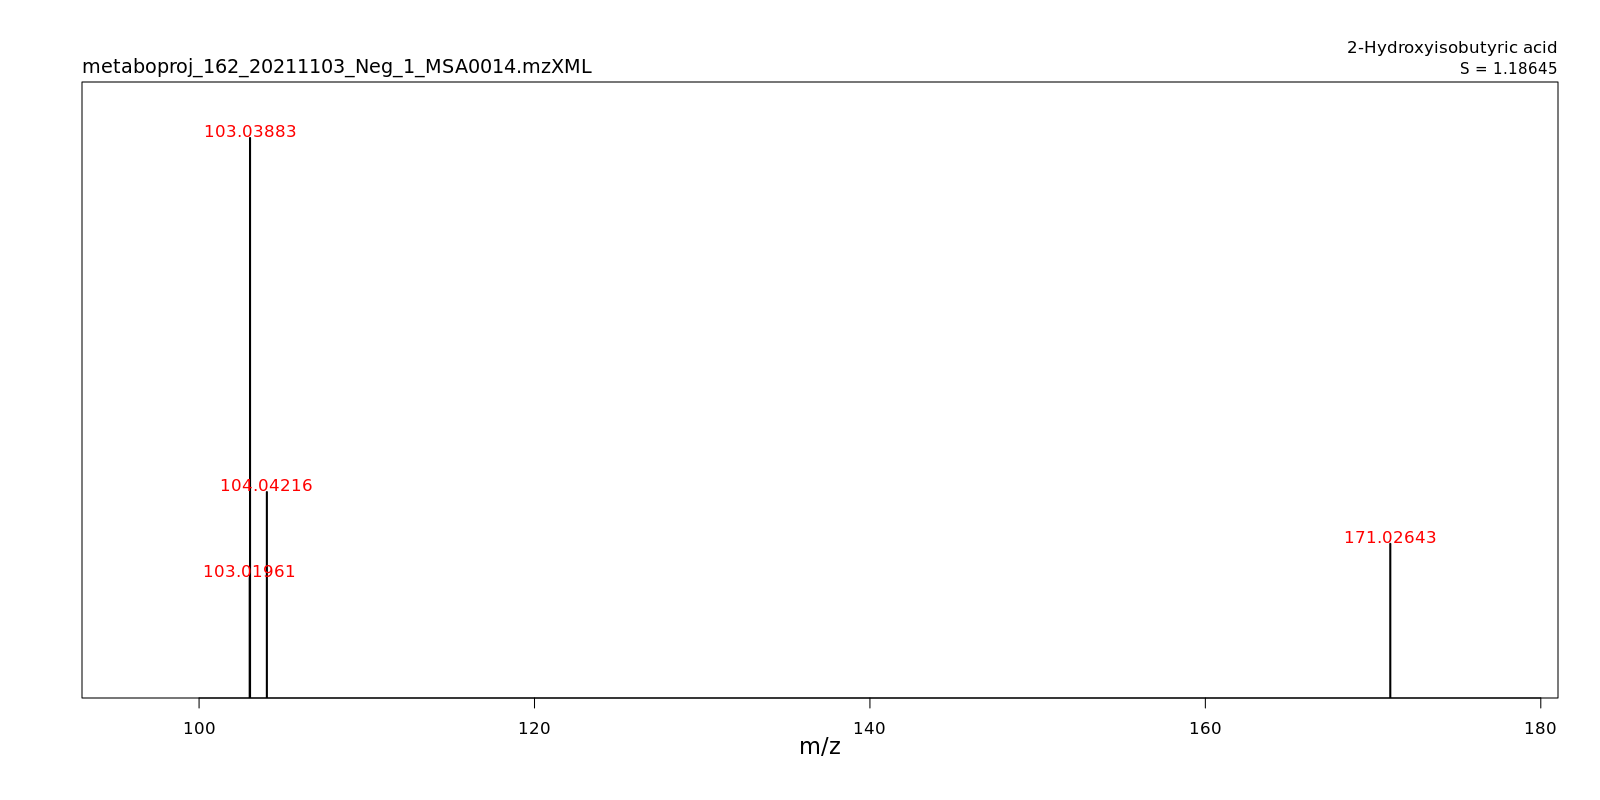 2-Hydroxyisobutyric acid
metaboproj_162_20211103_Neg_1_MSA0014.mzXML
S = 1.18645
103.03883
104.04216
171.02643
103.01961
100 120 140 160 180
m/z